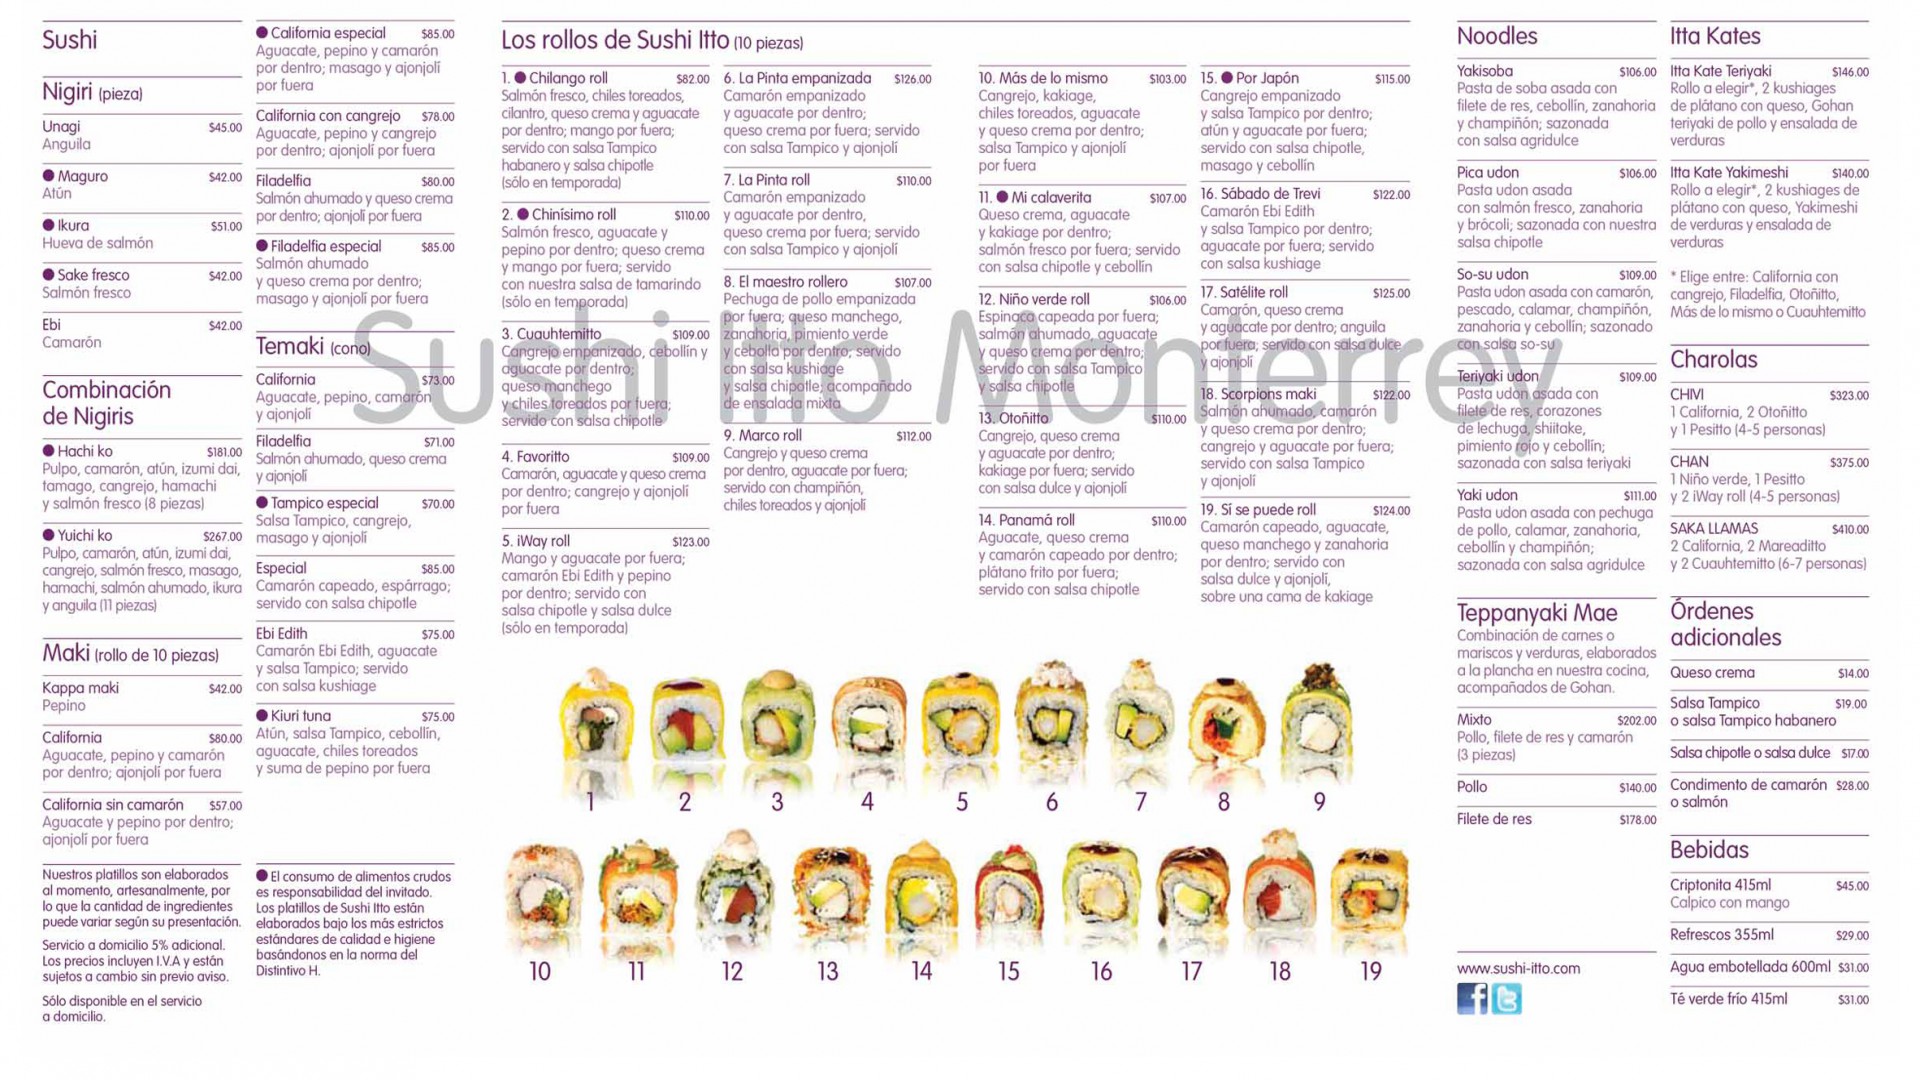 Sushi
Nigiri (pieza)
Unagi $45.00
Anguila
Maguro $42.00
Atún
Ikura $51.00
Hueva de salmón
Sake fresco $42.00
Salmón fresco
Ebi $42.00
Camarón
Combinación
de Nigiris
Hachi ko $181.00
Pulpo, camarón, atún, izumi dai,
tamago, cangrejo, hamachi
y salmón fresco (8 piezas)
Yuichi ko $267.00
Pulpo, camarón, atún, izumi dai,
cangrejo, salmón fresco, masago,
hamachi, salmón ahumado, ikura
y anguila (11 piezas)
Maki (rollo de 10 piezas)
Kappa maki $42.00
Pepino
California $80.00
Aguacate, pepino y camarón
por dentro; ajonjolí por fuera
California sin camarón $57.00
Aguacate y pepino por dentro;
ajonjolí por fuera
Nuestros platillos son elaborados
al momento, artesanalmente, por
lo que la cantidad de ingredientes
puede variar según su presentación.
Servicio a domicilio 5% adicional.
Los precios incluyen I.V.A y están
sujetos a cambio sin previo aviso.
Sólo disponible en el servicio
a domicilio.
California especial $85.00
Aguacate, pepino y camarón
por dentro; masago y ajonjolí
por fuera
California con cangrejo $78.00
Aguacate, pepino y cangrejo
por dentro; ajonjolí por fuera
Filadelfia $80.00
Salmón ahumado y queso crema
por dentro; ajonjolí por fuera
Filadelfia especial $85.00
Salmón ahumado
y queso crema por dentro;
masago y ajonjolí por fuera
Temaki (cono)
California $73.00
Aguacate, pepino, camarón
y ajonjolí
Filadelfia $71.00
Salmón ahumado, queso crema
y ajonjolí
Tampico especial $70.00
Salsa Tampico, cangrejo,
masago y ajonjolí
Especial $85.00
Camarón capeado, espárrago;
servido con salsa chipotle
Ebi Edith $75.00
Camarón Ebi Edith, aguacate
y salsa Tampico; servido
con salsa kushiage
Kiuri tuna $75.00
Atún, salsa Tampico, cebollín,
aguacate, chiles toreados
y suma de pepino por fuera
El consumo de alimentos crudos
es responsabilidad del invitado.
Los platillos de Sushi Itto están
elaborados bajo los más estrictos
estándares de calidad e higiene
basándonos en la norma del
Distintivo H.
Los rollos de Sushi Itto (10 piezas)
1. Chilango roll $82.00
Salmón fresco, chiles toreados,
cilantro, queso crema y aguacate
por dentro; mango por fuera;
servido con salsa Tampico
habanero y salsa chipotle
(sólo en temporada)
2. Chinísimo roll $110.00
Salmón fresco, aguacate y
pepino por dentro; queso crema
y mango por fuera; servido
con nuestra salsa de tamarindo
(sólo en temporada)
3. Cuauhtemitto $109.00
Cangrejo empanizado, cebollín y
aguacate por dentro;
queso manchego
y chiles toreados por fuera;
servido con salsa chipotle
4. Favoritto $109.00
Camarón, aguacate y queso crema
por dentro; cangrejo y ajonjolí
por fuera
5. iWay roll $123.00
Mango y aguacate por fuera;
camarón Ebi Edith y pepino
por dentro; servido con
salsa chipotle y salsa dulce
(sólo en temporada)
6. La Pinta empanizada $126.00
Camarón empanizado
y aguacate por dentro;
queso crema por fuera; servido
con salsa Tampico y ajonjolí
7. La Pinta roll $110.00
Camarón empanizado
y aguacate por dentro,
queso crema por fuera; servido
con salsa Tampico y ajonjolí
8. El maestro rollero $107.00
Pechuga de pollo empanizada
por fuera; queso manchego,
zanahoria, pimiento verde
y cebolla por dentro; servido
con salsa kushiage
y salsa chipotle; acompañado
de ensalada mixta
9. Marco roll $112.00
Cangrejo y queso crema
por dentro, aguacate por fuera;
servido con champiñón,
chiles toreados y ajonjolí
10. Más de lo mismo $103.00
Cangrejo, kakiage,
chiles toreados, aguacate
y queso crema por dentro;
salsa Tampico y ajonjolí
por fuera
11. Mi calaverita $107.00
Queso crema, aguacate
y kakiage por dentro;
salmón fresco por fuera; servido
con salsa chipotle y cebollín
12. Niño verde roll $106.00
Espinaca capeada por fuera;
salmón ahumado, aguacate
y queso crema por dentro;
servido con salsa Tampico
y salsa chipotle
13. Otoñitto $110.00
Cangrejo, queso crema
y aguacate por dentro;
kakiage por fuera; servido
con salsa dulce y ajonjolí
14. Panamá roll $110.00
Aguacate, queso crema
y camarón capeado por dentro;
plátano frito por fuera;
servido con salsa chipotle
15. Por Japón $115.00
Cangrejo empanizado
y salsa Tampico por dentro;
atún y aguacate por fuera;
servido con salsa chipotle,
masago y cebollín
16. Sábado de Trevi $122.00
Camarón Ebi Edith
y salsa Tampico por dentro;
aguacate por fuera; servido
con salsa kushiage
17. Satélite roll $125.00
Camarón, queso crema
y aguacate por dentro; anguila
por fuera; servido con salsa dulce
y ajonjolí
18. Scorpions maki $122.00
Salmón ahumado, camarón
y queso crema por dentro;
cangrejo y aguacate por fuera;
servido con salsa Tampico
y ajonjolí
19. Sí se puede roll $124.00
Camarón capeado, aguacate,
queso manchego y zanahoria
por dentro; servido con
salsa dulce y ajonjolí,
sobre una cama de kakiage
Sushi Itto Monterrey
1 2 3 4 5 6 7 8 9
10 11 12 13 14 15 16 17 18 19
Noodles
Yakisoba $106.00
Pasta de soba asada con
filete de res, cebollín, zanahoria
y champiñón; sazonada
con salsa agridulce
Pica udon $106.00
Pasta udon asada
con salmón fresco, zanahoria
y brócoli; sazonada con nuestra
salsa chipotle
So-su udon $109.00
Pasta udon asada con camarón,
pescado, calamar, champiñón,
zanahoria y cebollín; sazonado
con salsa so-su
Teriyaki udon $109.00
Pasta udon asada con
filete de res, corazones
de lechuga, shiitake,
pimiento rojo y cebollín;
sazonada con salsa teriyaki
Yaki udon $111.00
Pasta udon asada con pechuga
de pollo, calamar, zanahoria,
cebollín y champiñón;
sazonada con salsa agridulce
Teppanyaki Mae
Combinación de carnes o
mariscos y verduras, elaborados
a la plancha en nuestra cocina,
acompañados de Gohan.
Mixto $202.00
Pollo, filete de res y camarón
(3 piezas)
Pollo $140.00
Filete de res $178.00
www.sushi-itto.com
Itta Kates
Itta Kate Teriyaki $146.00
Rollo a elegir*, 2 kushiages
de plátano con queso, Gohan
teriyaki de pollo y ensalada de
verduras
Itta Kate Yakimeshi $140.00
Rollo a elegir*, 2 kushiages de
plátano con queso, Yakimeshi
de verduras y ensalada de
verduras
* Elige entre: California con
cangrejo, Filadelfia, Otoñitto,
Más de lo mismo o Cuauhtemitto
Charolas
CHIVI $323.00
1 California, 2 Otoñitto
y 1 Pesitto (4-5 personas)
CHAN $375.00
1 Niño verde, 1 Pesitto
y 2 iWay roll (4-5 personas)
SAKA LLAMAS $410.00
2 California, 2 Mareaditto
y 2 Cuauhtemitto (6-7 personas)
Órdenes
adicionales
Queso crema $14.00
Salsa Tampico $19.00
o salsa Tampico habanero
Salsa chipotle o salsa dulce $17.00
Condimento de camarón $28.00
o salmón
Bebidas
Criptonita 415ml $45.00
Calpico con mango
Refrescos 355ml $29.00
Agua embotellada 600ml $31.00
Té verde frío 415ml $31.00